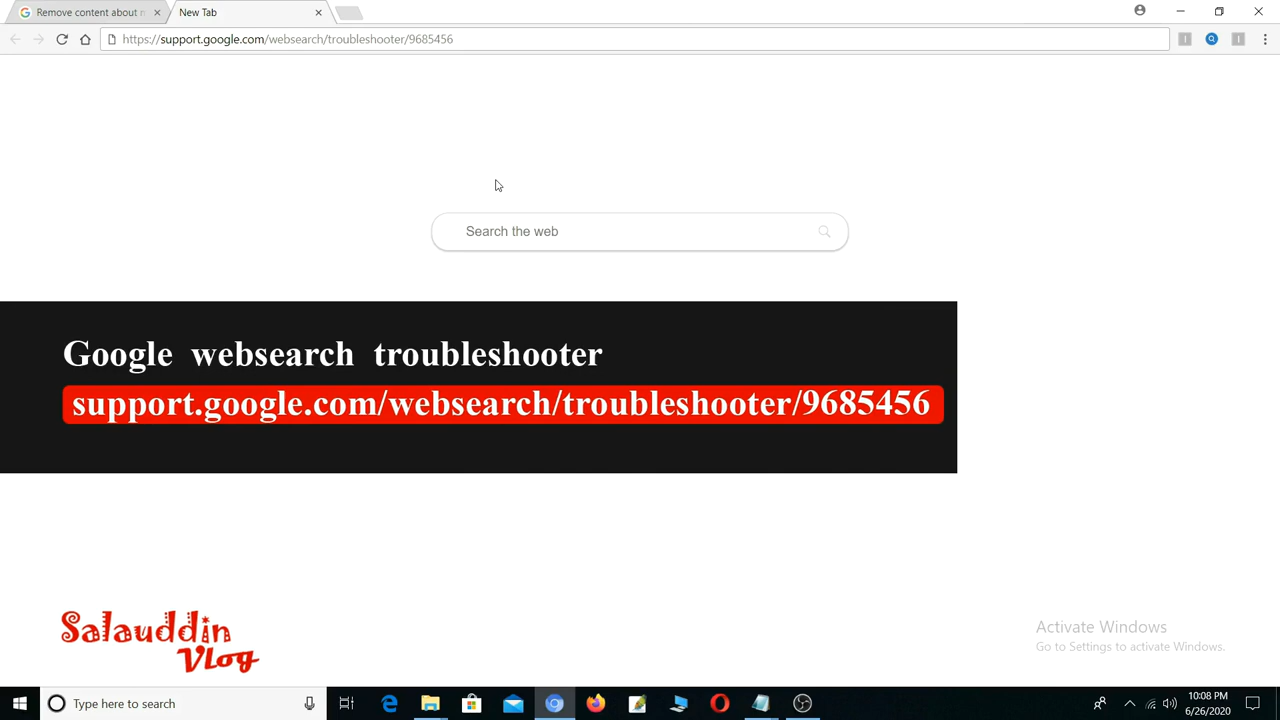 Remove content about m
New Tab
https://support.google.com/websearch/troubleshooter/9685456
Search the web
Google websearch troubleshooter
support.google.com/websearch/troubleshooter/9685456
Salauddin
Vlog
Activate Windows
Go to Settings to activate Windows.
Type here to search
10:08 PM
6/26/2020